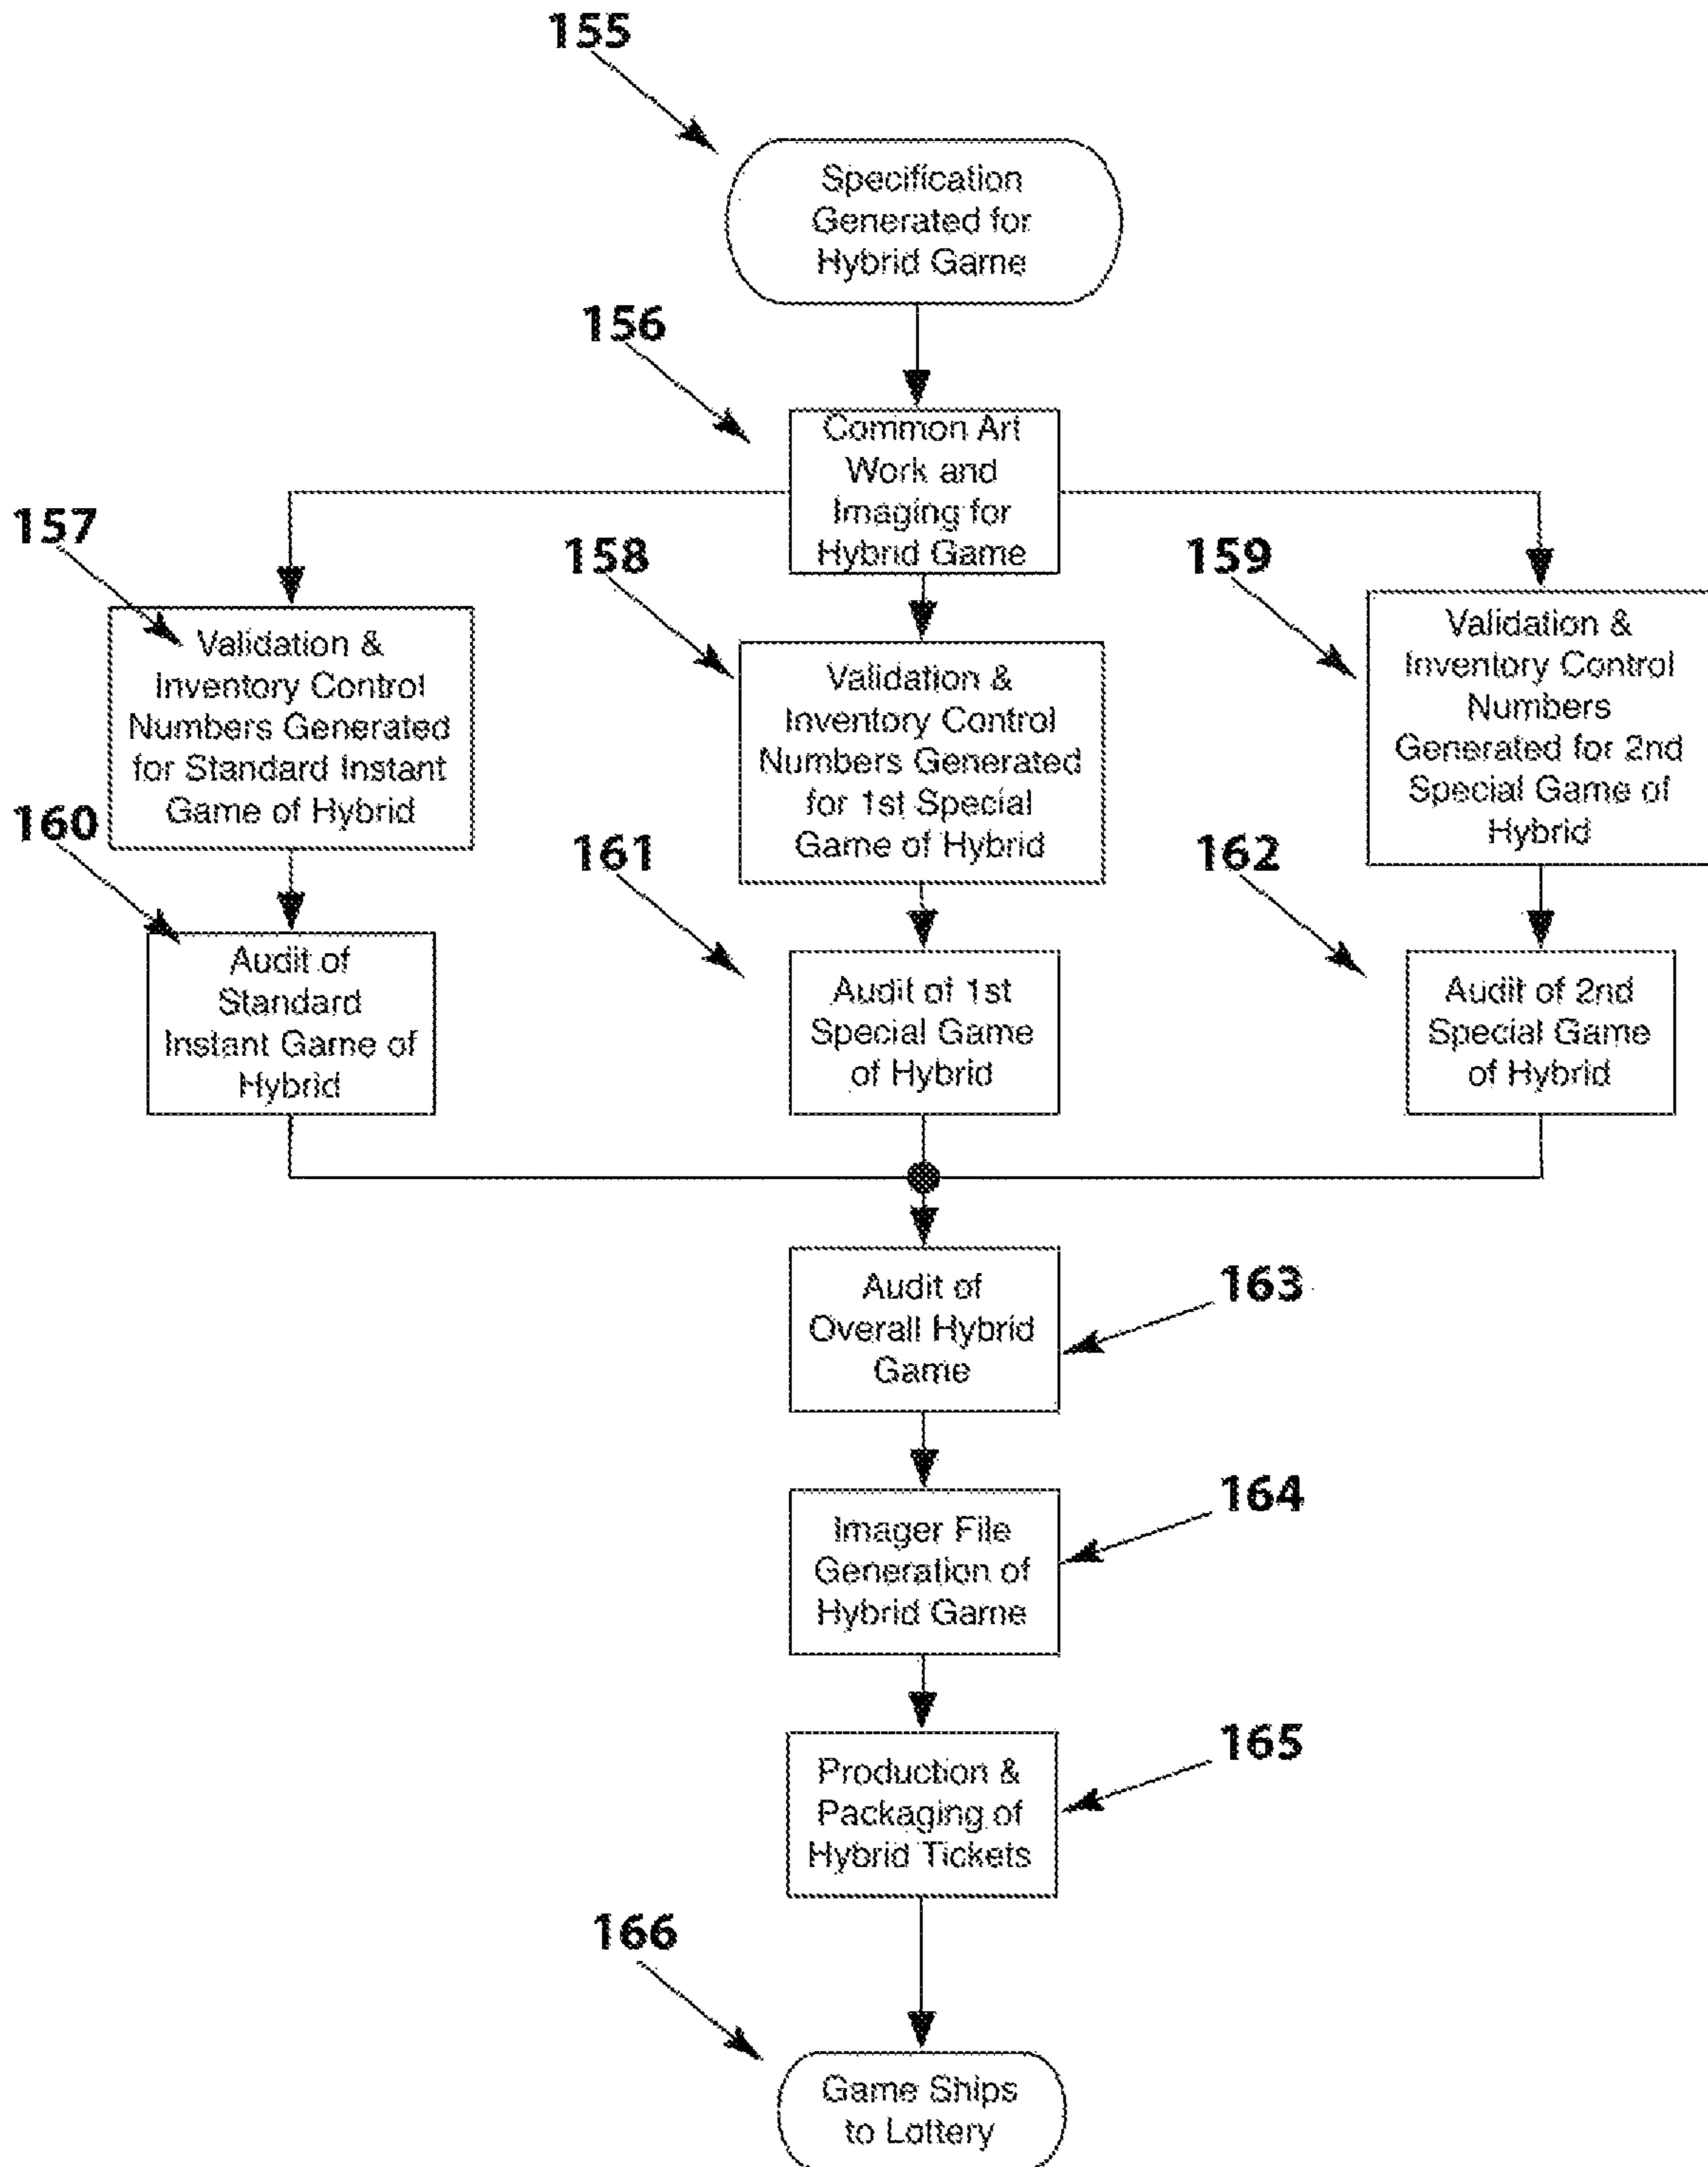 155
Specification
Generated for
Hybrid Game
156
Common Art
Work and
Imaging for
Hybrid Game
157
Validation &
Inventory Control
Numbers Generated
for Standard Instant
Game of Hybrid
158
Validation &
Inventory Control
Numbers Generated
for 1st Special
Game of Hybrid
159
Validation &
Inventory Control
Numbers
Generated for 2nd
Special Game of
Hybrid
160
Audit of
Standard
Instant Game of
Hybrid
161
Audit of 1st
Special Game
of Hybrid
162
Audit of 2nd
Special Game
of Hybrid
Audit of
Overall Hybrid
Game
163
Imager File
Generation of
Hybrid Game
164
Production &
Packaging of
Hybrid Tickets
165
166
Game Ships
to Lottery